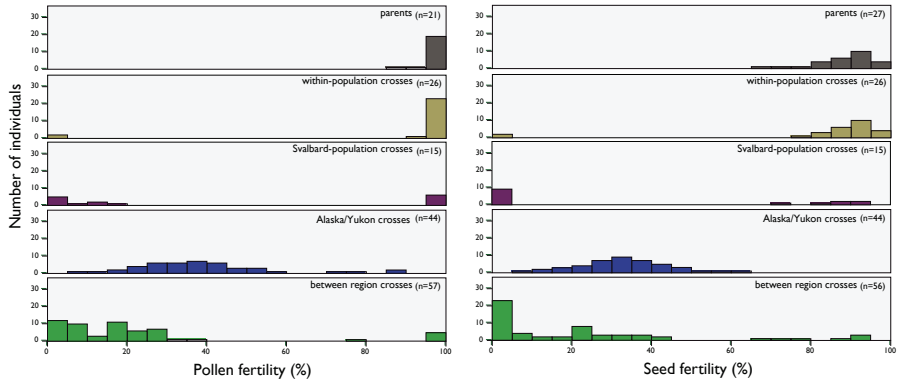 Number of individuals
30
20
10
0
parents (n=21)
30
20
10
0
within-population crosses (n=26)
30
20
10
0
Svalbard-population crosses (n=15)
30
20
10
0
Alaska/Yukon crosses (n=44)
30
20
10
0
between region crosses (n=57)
0 20 40 60 80 100
Pollen fertility (%)
30
20
10
0
parents (n=27)
30
20
10
0
within-population crosses (n=26)
30
20
10
0
Svalbard-population crosses (n=15)
30
20
10
0
Alaska/Yukon crosses (n=44)
30
20
10
0
between region crosses (n=56)
0 20 40 60 80 100
Seed fertility (%)